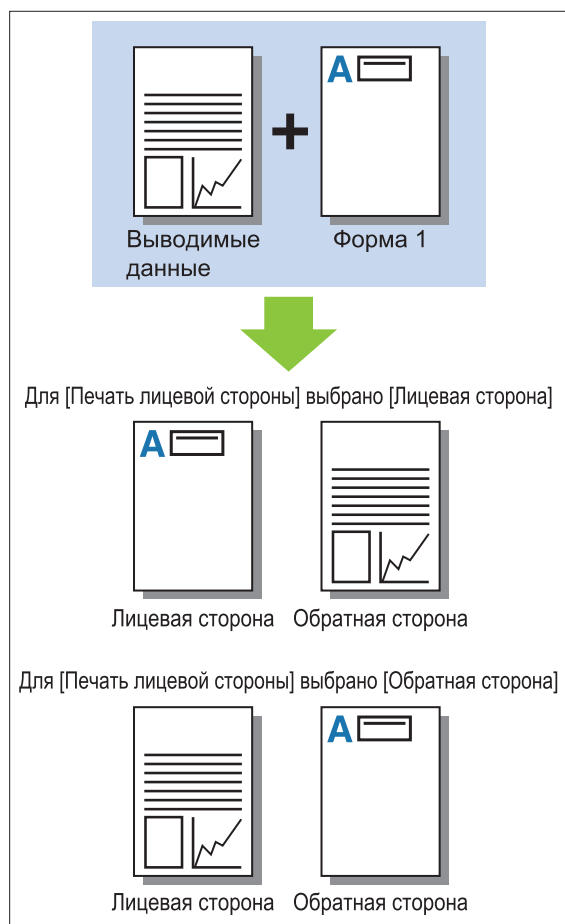 A
Выводимые
данные
Форма 1
Для [Печать лицевой стороны] выбрано [Лицевая сторона]
A
Лицевая сторона
Обратная сторона
Для [Печать лицевой стороны] выбрано [Обратная сторона]
A
Лицевая сторона
Обратная сторона